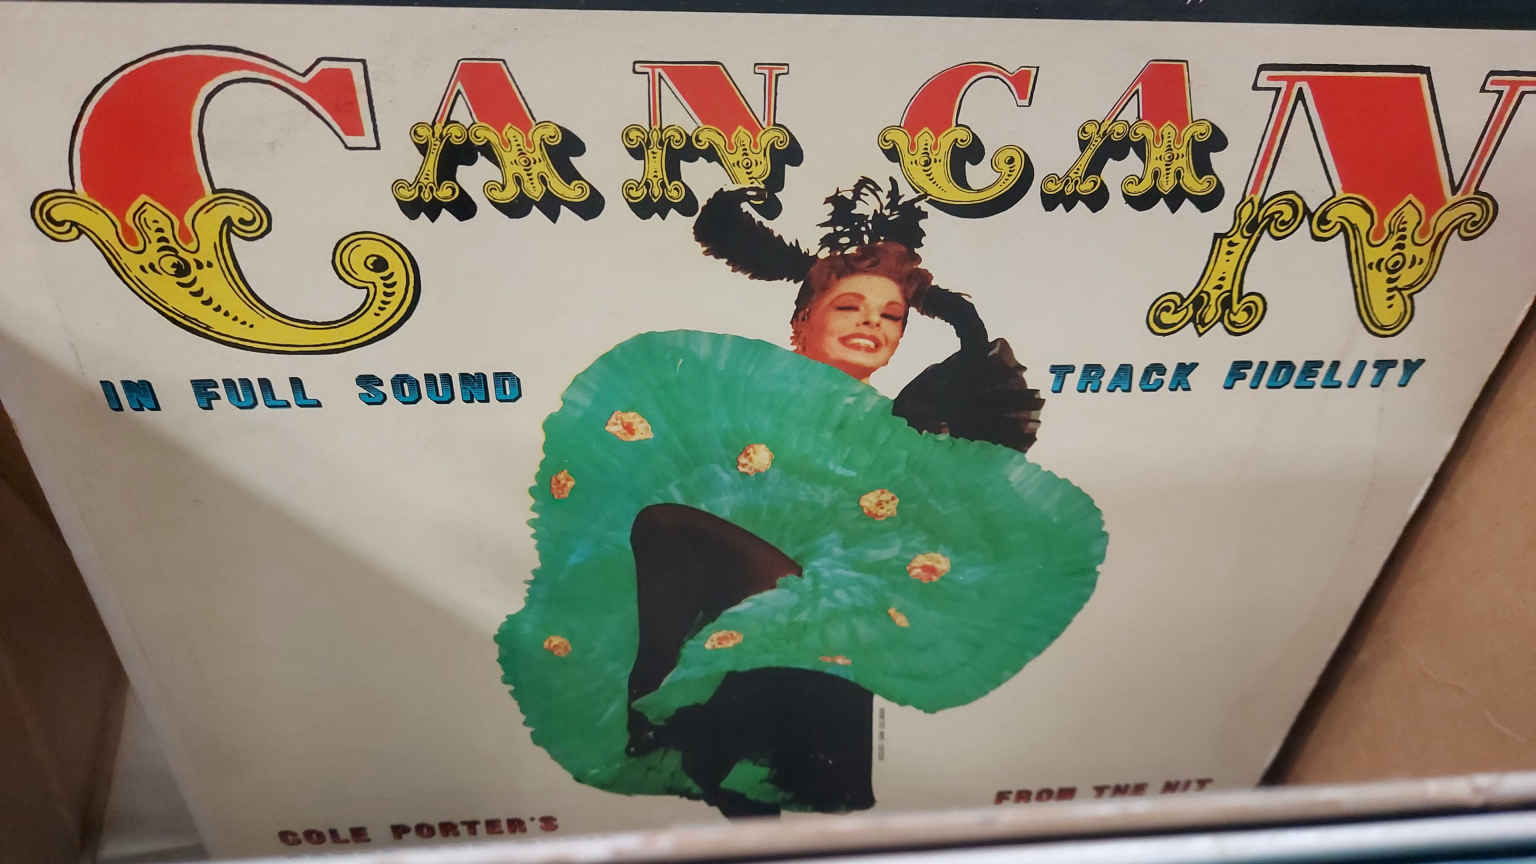 CAN CAN
IN FULL SOUND TRACK FIDELITY
COLE PORTER'S FROM THE HIT